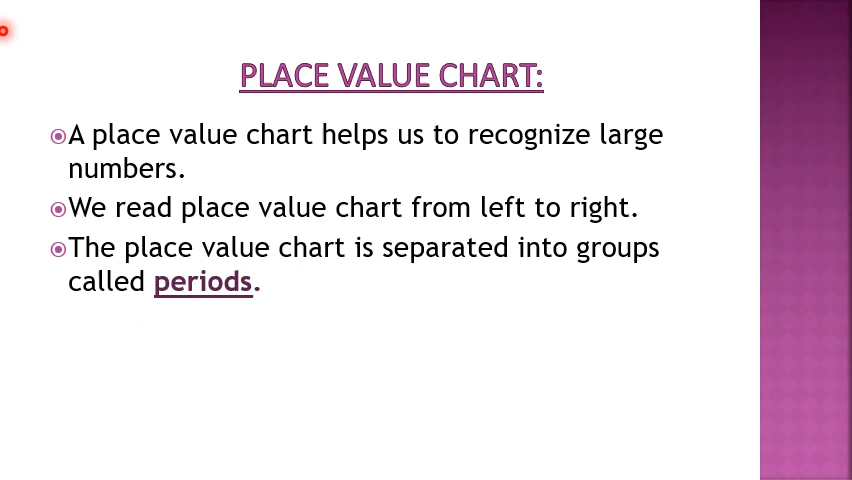 PLACE VALUE CHART:
A place value chart helps us to recognize large
numbers.
We read place value chart from left to right.
The place value chart is separated into groups
called periods.